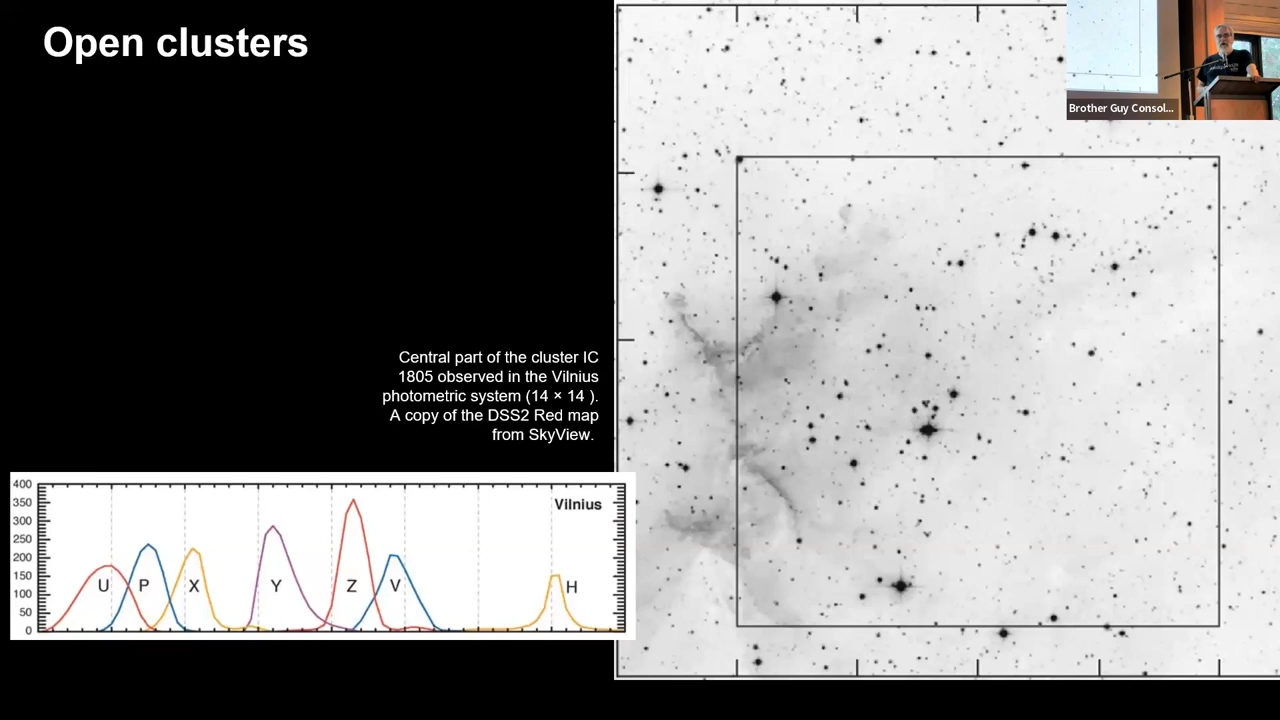 Open clusters
Brother Guy Consol...
Central part of the cluster IC
1805 observed in the Vilnius
photometric system (14 × 14 ).
A copy of the DSS2 Red map
from SkyView.
400
350
300
250
200
150
100
50
0
Vilnius
U P X Y Z V H